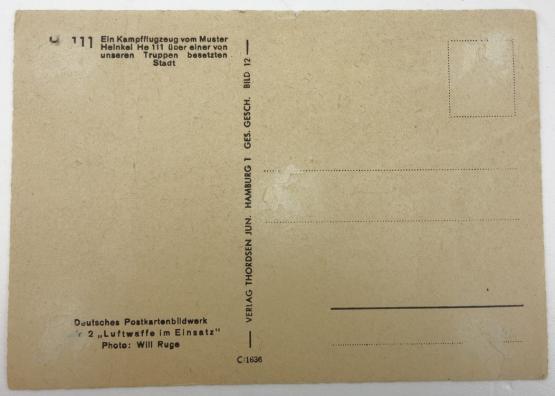 111
Ein Kampfflugzeug vom Muster
Heinkel He 111 über einer von
unseren Truppen besetzten
Stadt
VERLAG THORDSEN JUN. HAMBURG 1 GES. GESCH. BILD 12
Deutsches Postkartenbildwerk
2 „Luftwaffe im Einsatz"
Photo: Will Ruge
C/1636